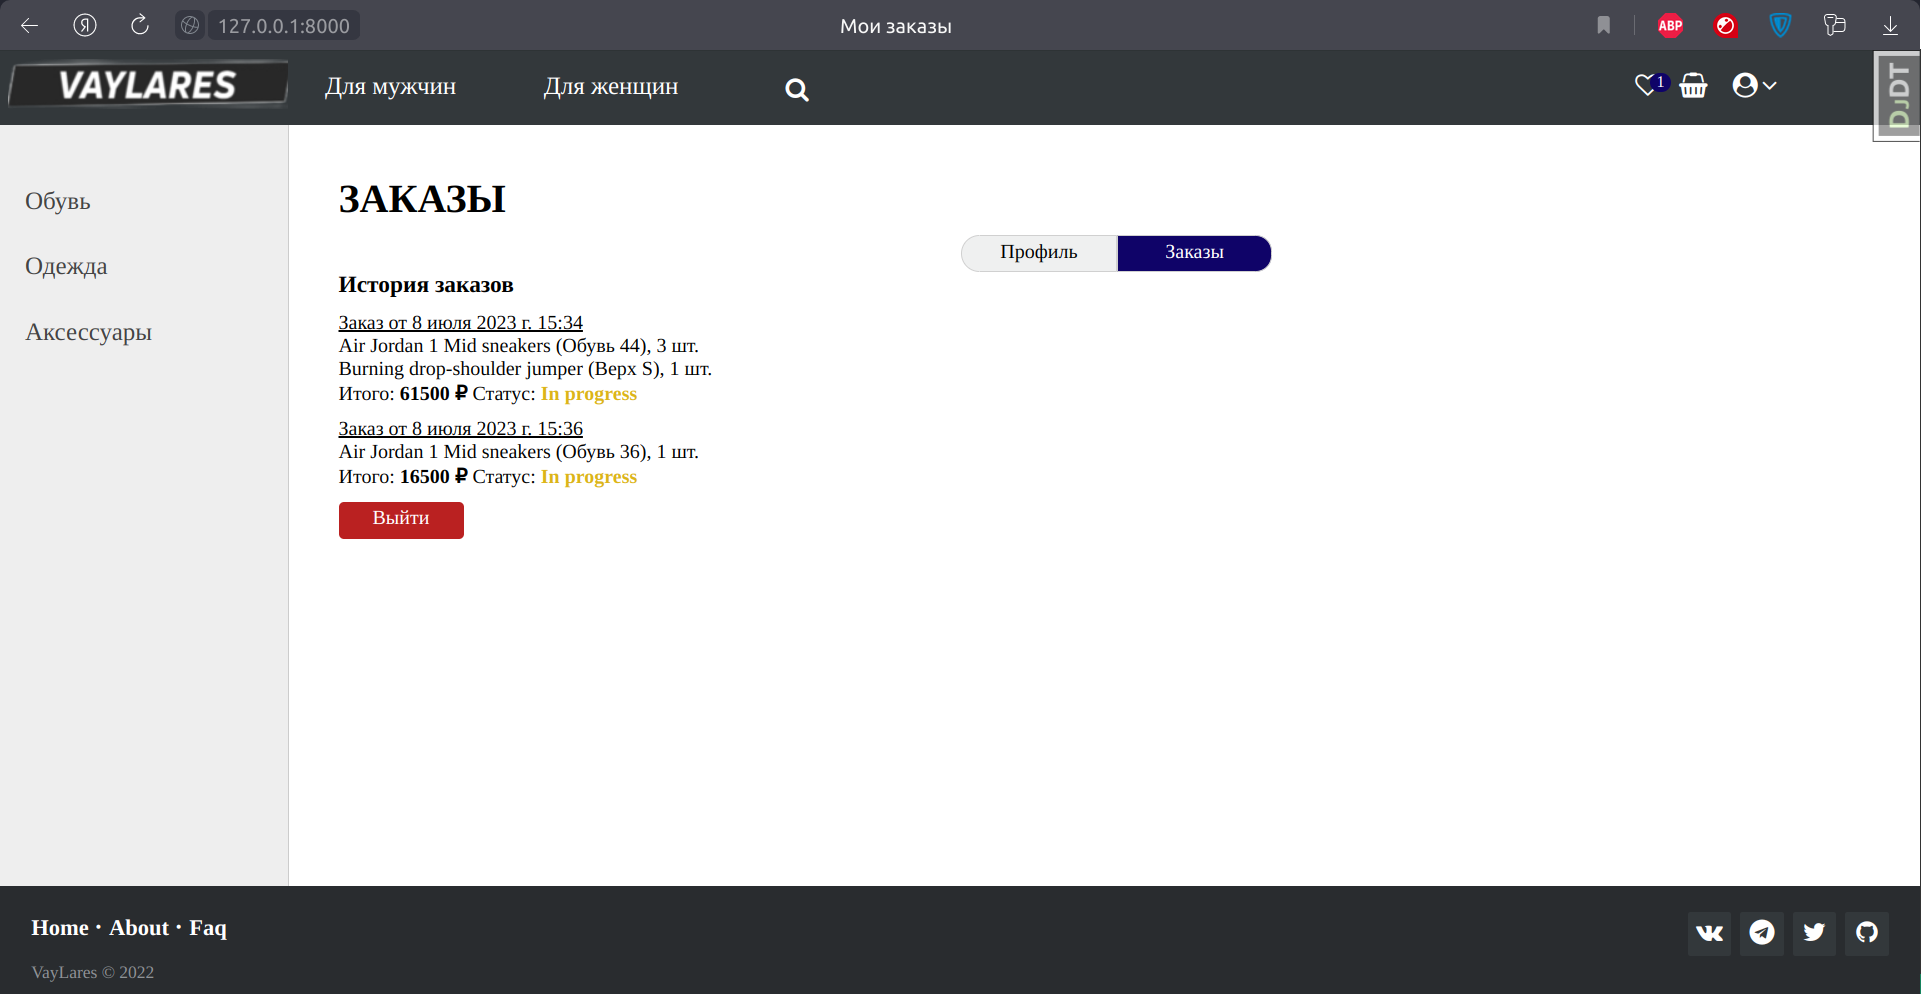 127.0.0.1:8000
Мои заказы
ABP
VAYLARES
Для мужчин
Для женщин
1
DJDT
Обувь
Одежда
Аксессуары
ЗАКАЗЫ
Профиль
Заказы
История заказов
Заказ от 8 июля 2023 г. 15:34
Air Jordan 1 Mid sneakers (Обувь 44), 3 шт.
Burning drop-shoulder jumper (Верх S), 1 шт.
Итого: 61500 ₽ Статус: In progress
Заказ от 8 июля 2023 г. 15:36
Air Jordan 1 Mid sneakers (Обувь 36), 1 шт.
Итого: 16500 ₽ Статус: In progress
Выйти
Home · About · Faq
VayLares © 2022